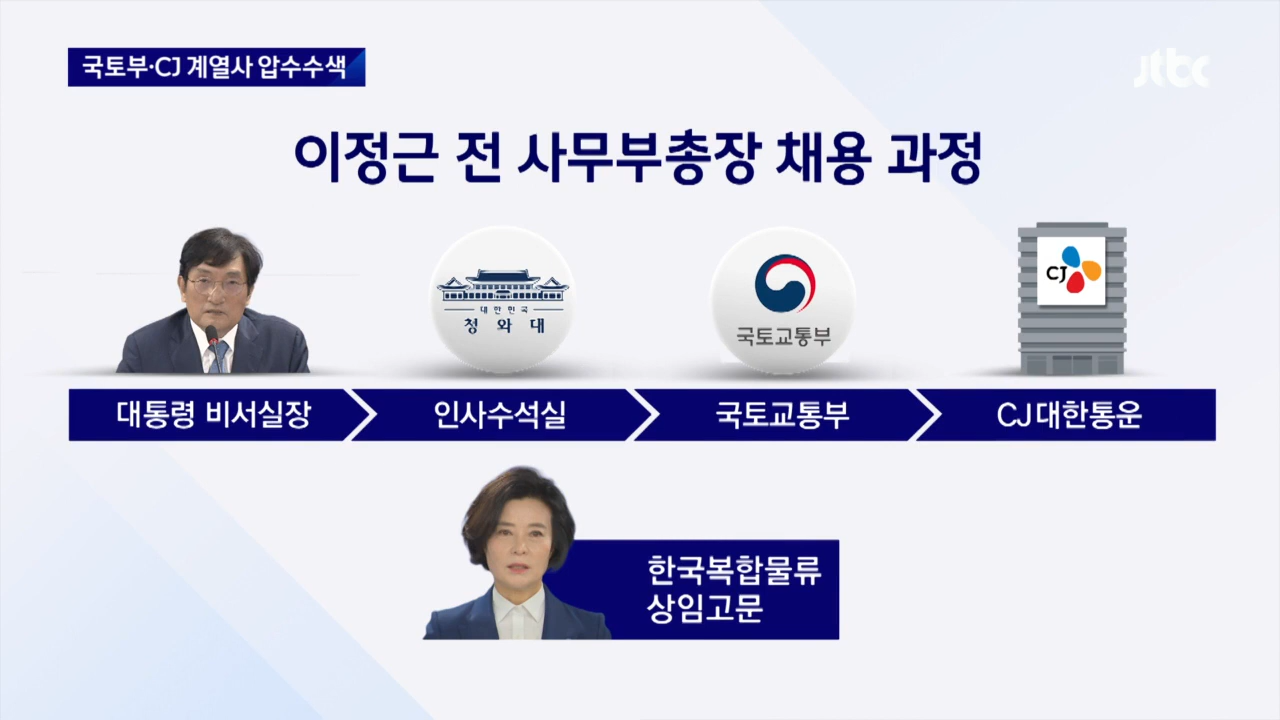 국토부·CJ 계열사 압수수색
jtbc
이정근 전 사무부총장 채용 과정
대한민국
청와대
국토교통부
CJ
대통령 비서실장
인사수석실
국토교통부
CJ대한통운
한국복합물류
상임고문